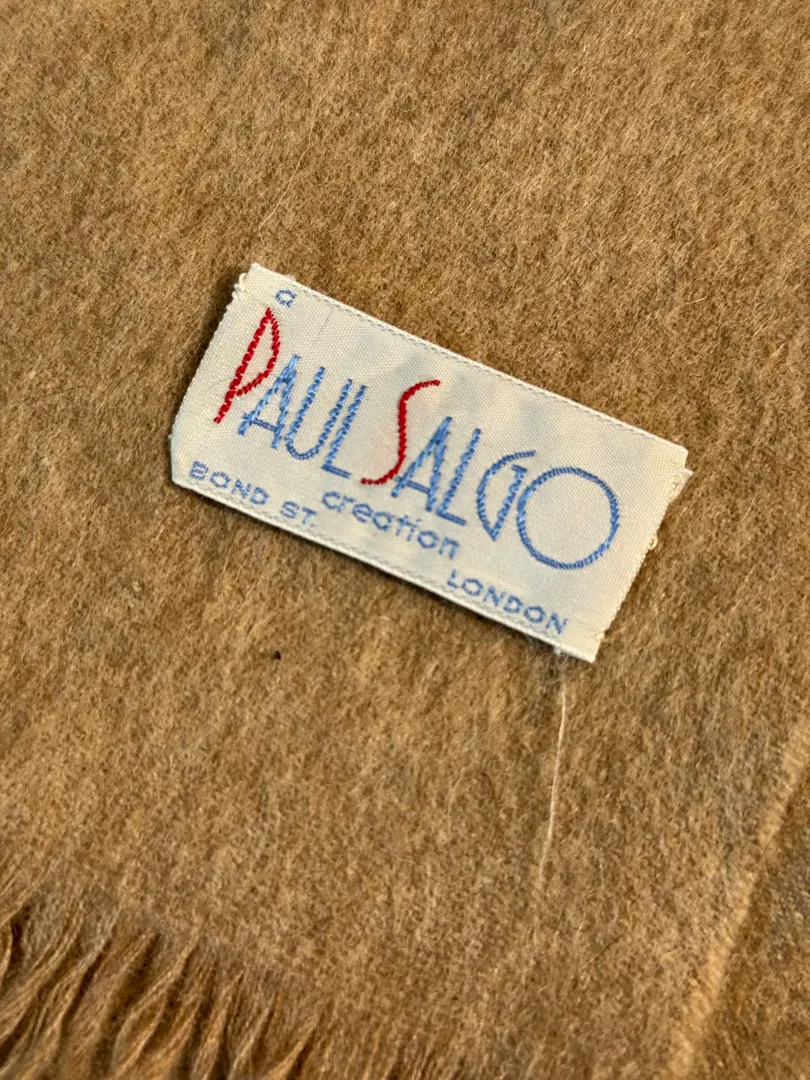 a
PAUL SALGO
creation
BOND ST.
LONDON